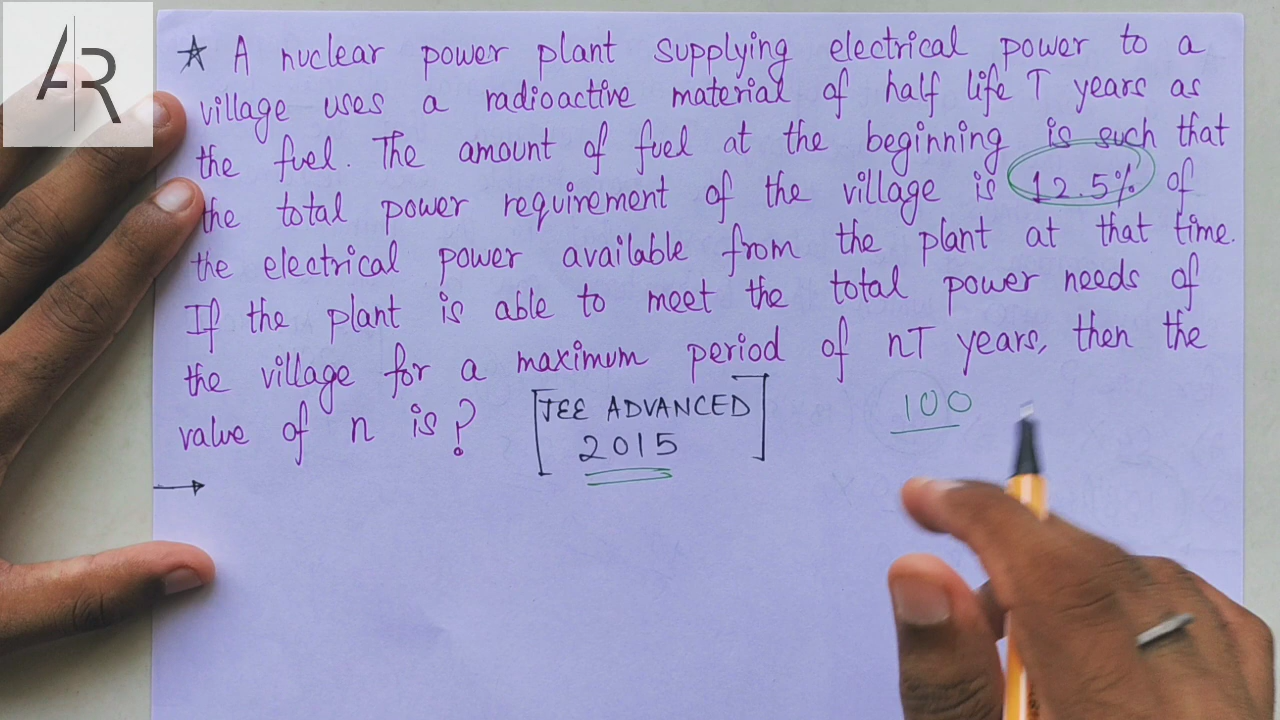 AR
☆ A nuclear power plant supplying electrical power to a
village uses a radioactive material of half life T years as
the fuel. The amount of fuel at the beginning is such that
the total power requirement of the village is 12.5% of
the electrical power available from the plant at that time.
If the plant is able to meet the total power needs of
the village for a maximum period of nT years, then the
value of n is?
[JEE ADVANCED
2015]
100
→